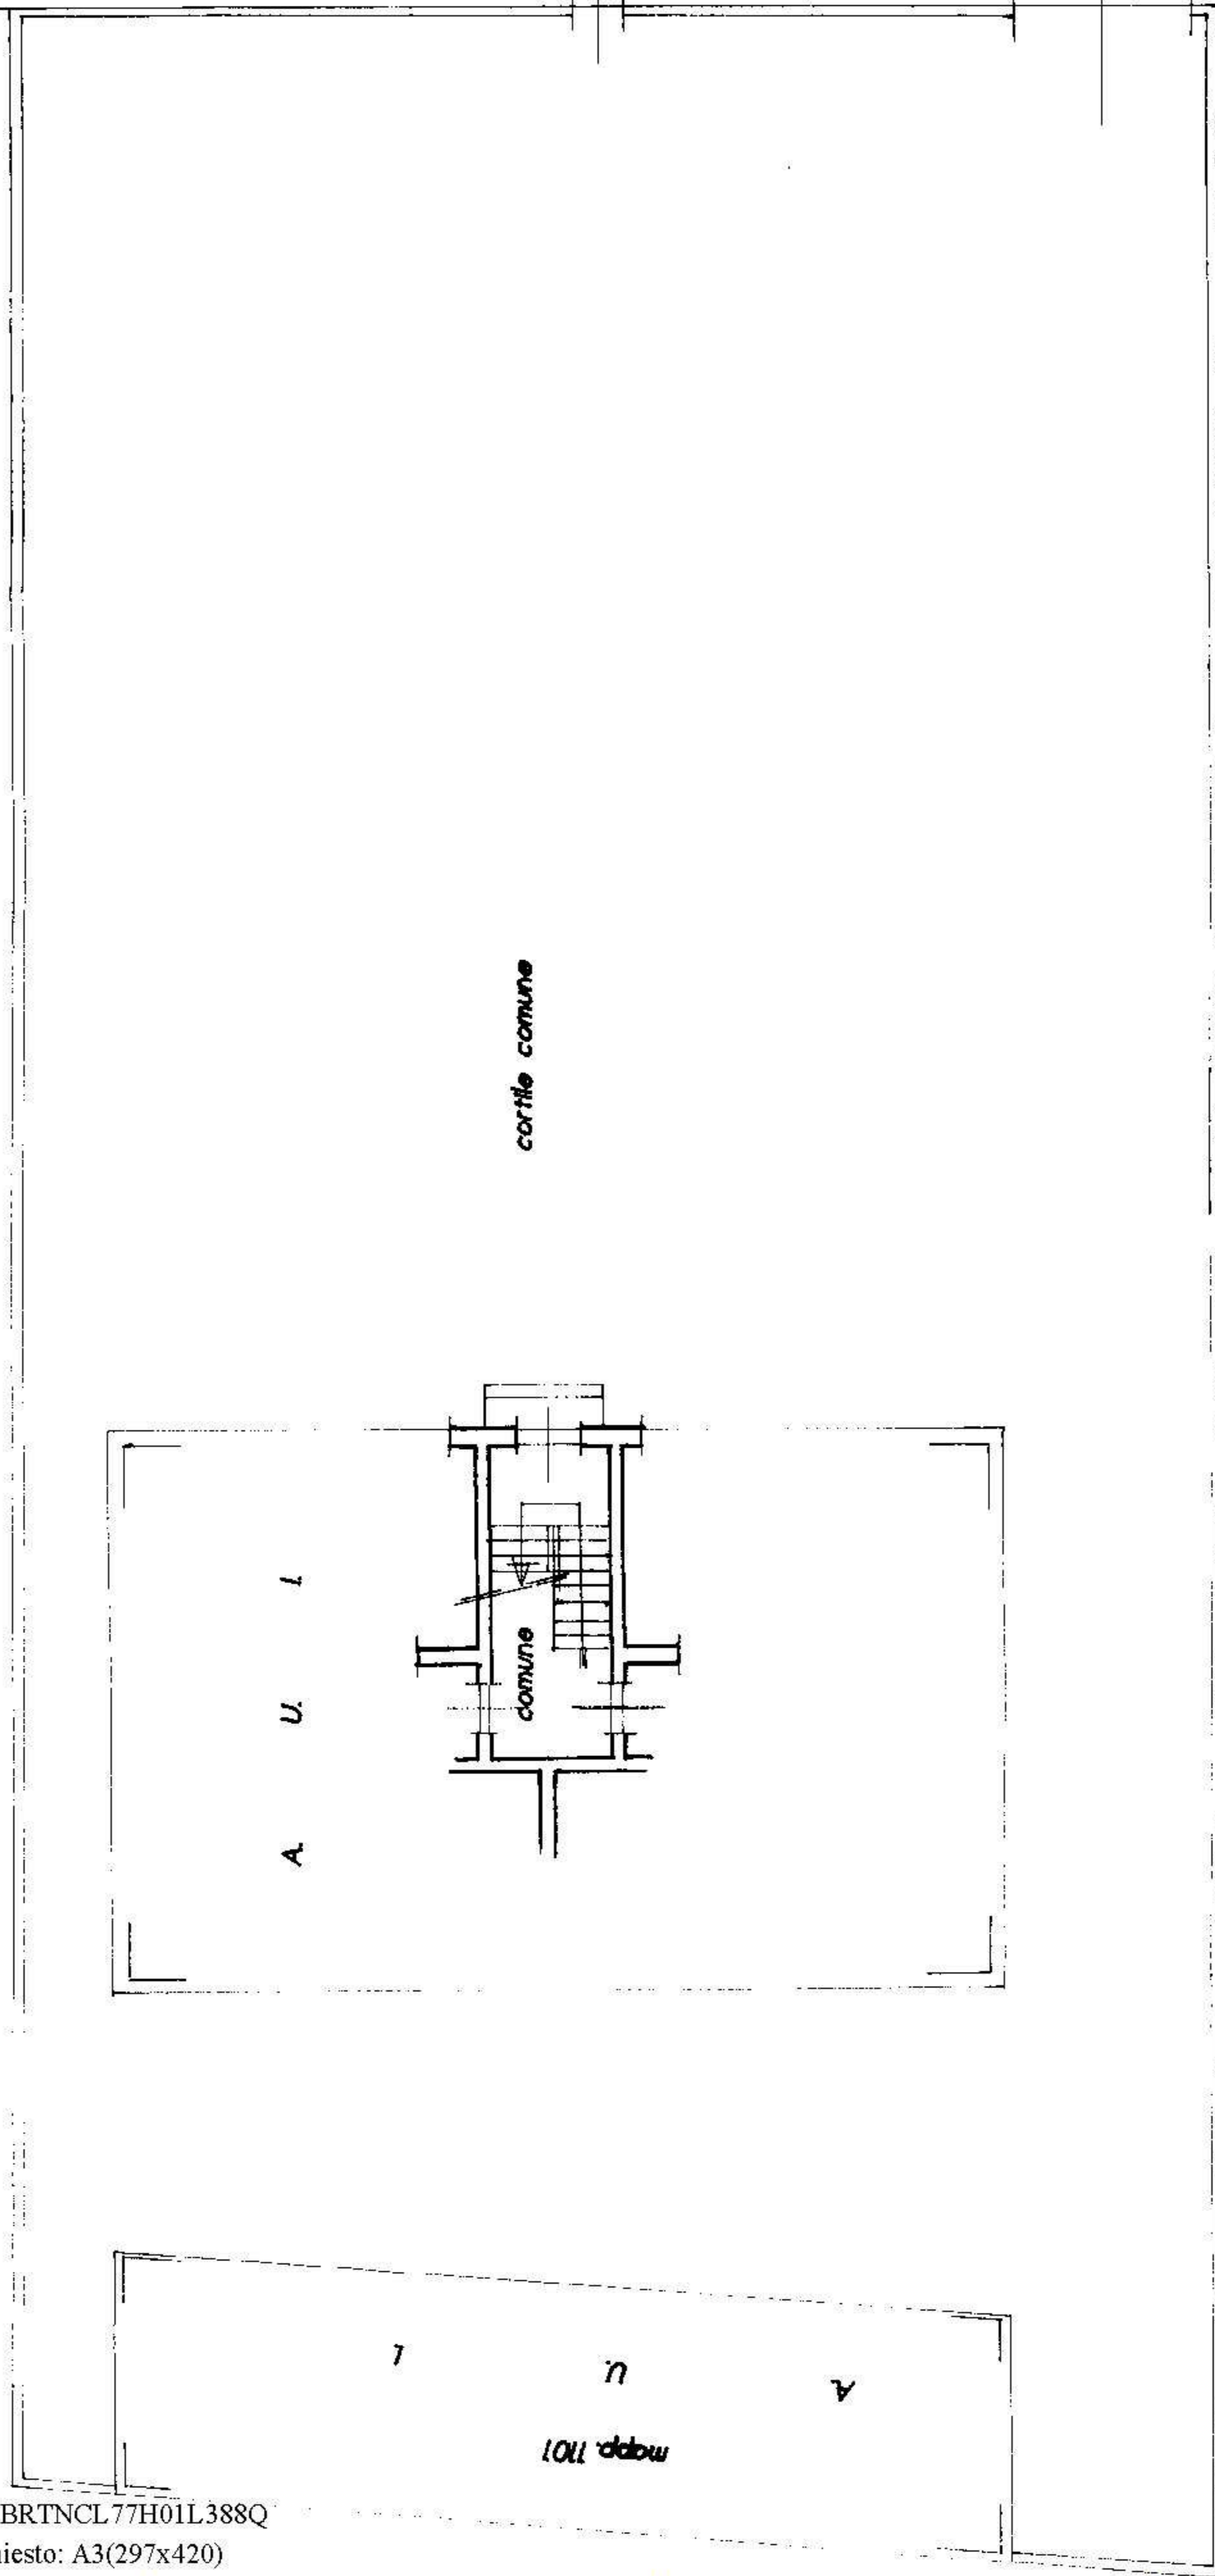 cortile comune
A. U. I.
comune
A. U. I
mapp. 1101
BRTNCL77H01L388Q
iesto: A3(297x420)